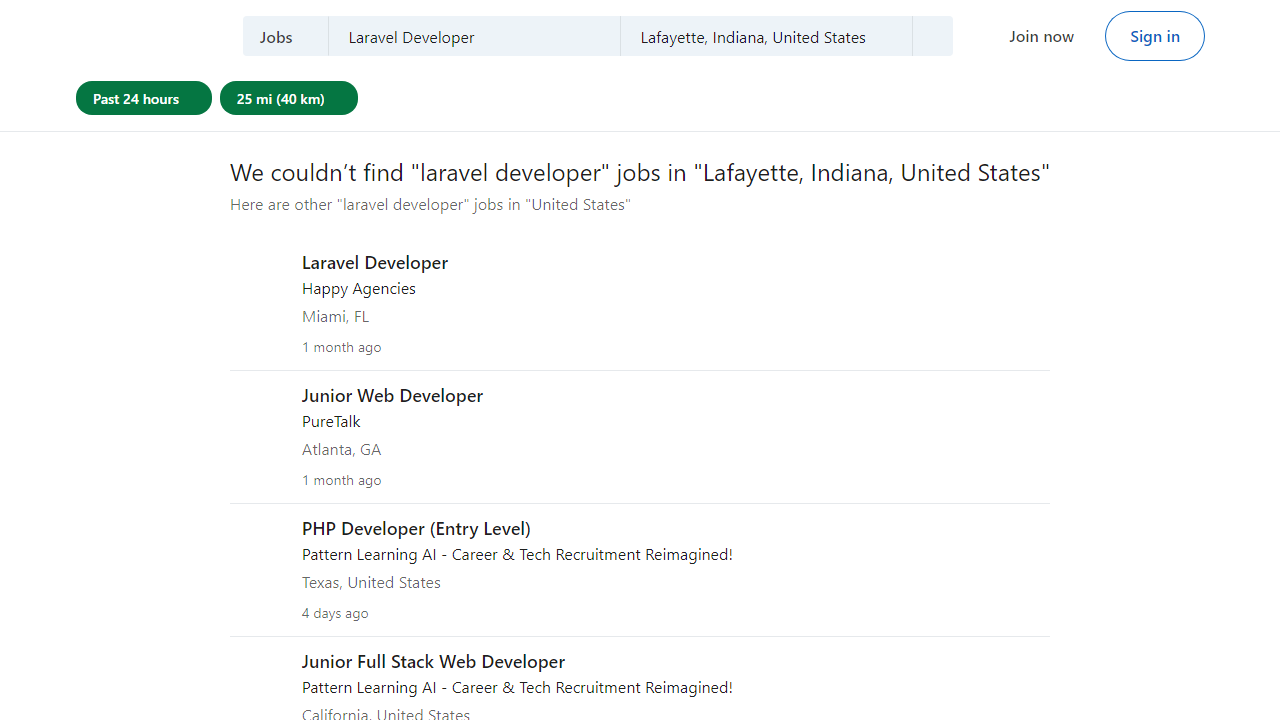 Jobs
Laravel Developer
Lafayette, Indiana, United States
Join now
Sign in
Past 24 hours
25 mi (40 km)
We couldn’t find "laravel developer" jobs in "Lafayette, Indiana, United States"
Here are other "laravel developer" jobs in "United States"
Laravel Developer
Happy Agencies
Miami, FL
1 month ago
Junior Web Developer
PureTalk
Atlanta, GA
1 month ago
PHP Developer (Entry Level)
Pattern Learning AI - Career & Tech Recruitment Reimagined!
Texas, United States
4 days ago
Junior Full Stack Web Developer
Pattern Learning AI - Career & Tech Recruitment Reimagined!
California, United States